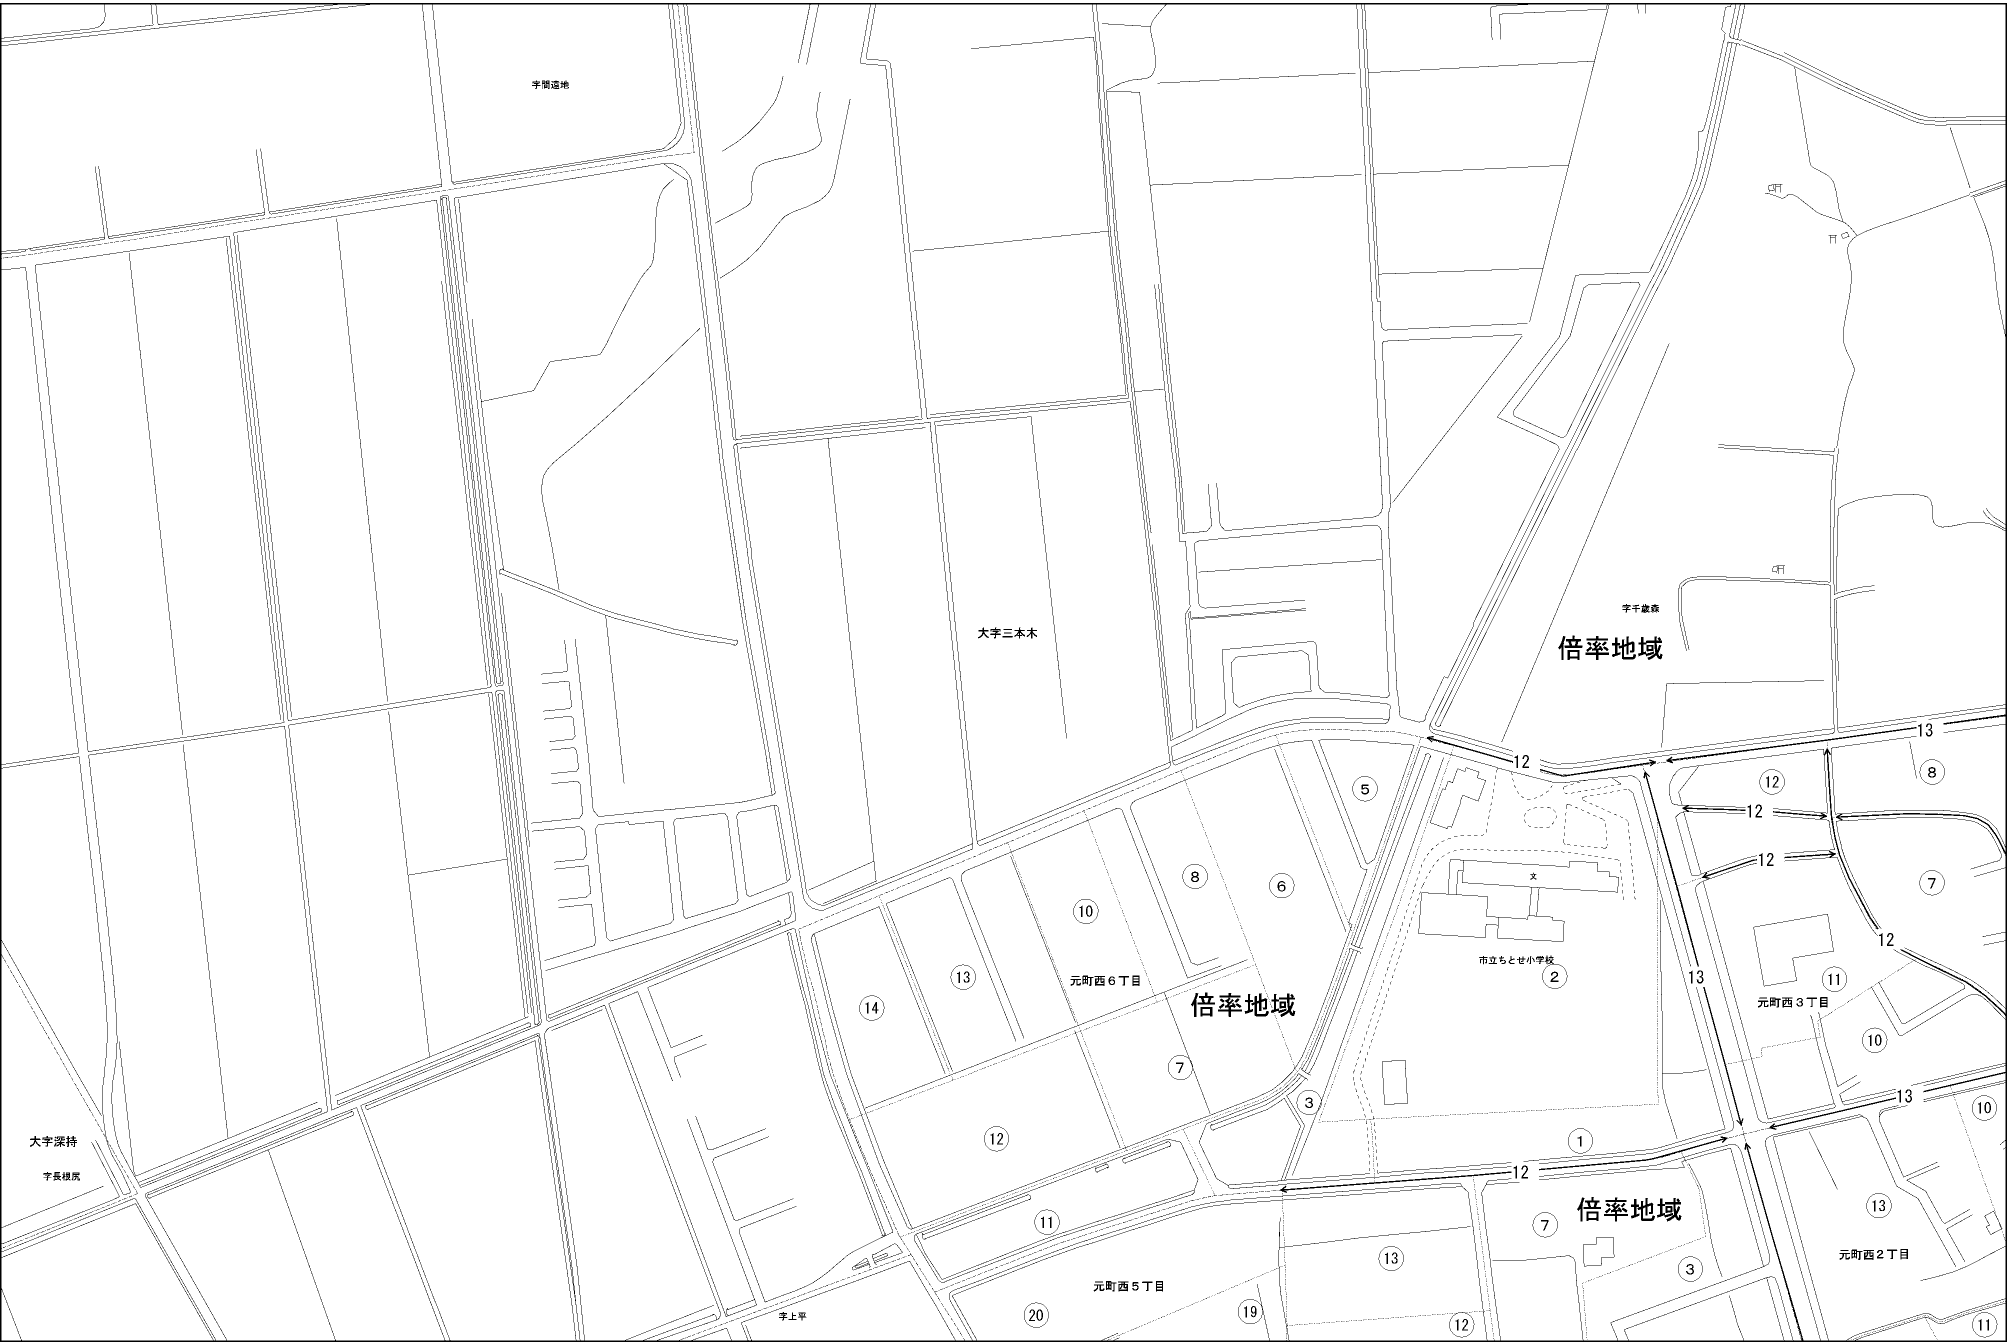 字間遠地
大字三本木
字千歳森
倍率地域
13
12
5
12
8
12
12
8
6
7
10
文
12
13
元町西6丁目
市立ちとせ小学校
2
13
11
元町西3丁目
14
倍率地域
10
7
3
13
10
12
1
大字深持
字長根尻
12
倍率地域
11
7
13
13
元町西2丁目
3
元町西5丁目
字上平
20
19
12
11